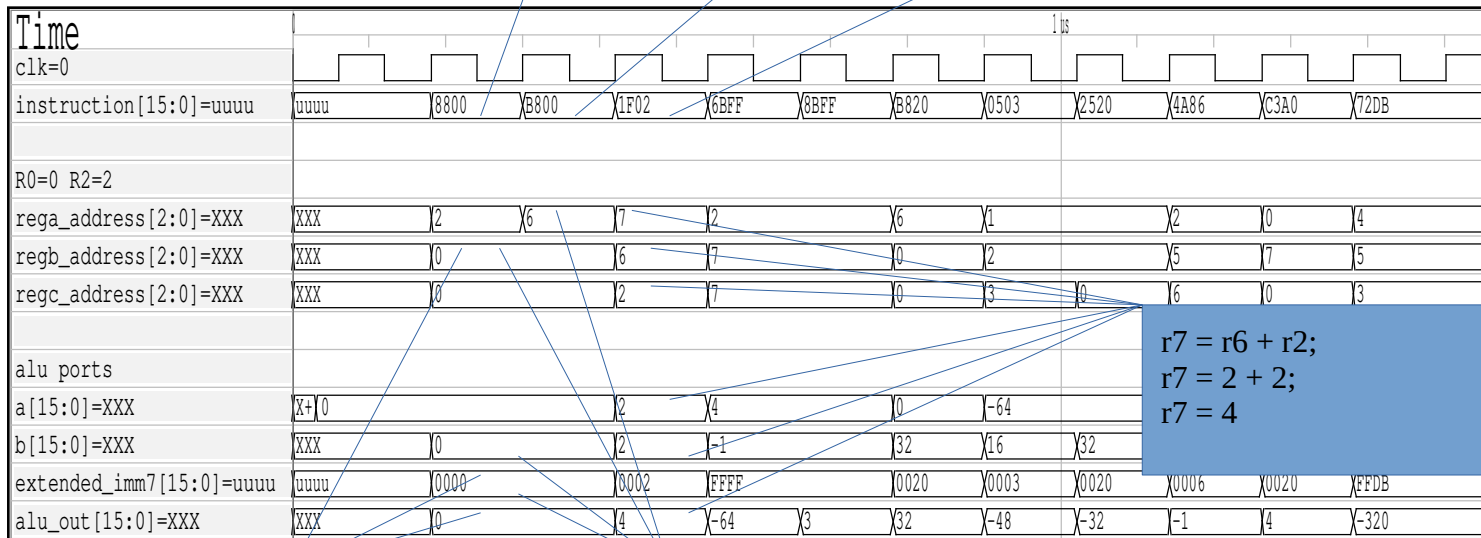 Time 0 1 us
clk=0
instruction[15:0]=uuuu uuuu 8800 B800 1F02 6BFF 8BFF B820 0503 2520 4A86 C3A0 72DB
R0=0 R2=2
rega_address[2:0]=XXX XXX 2 6 7 2 6 1 2 0 4
regb_address[2:0]=XXX XXX 0 6 7 0 2 5 7 5
regc_address[2:0]=XXX XXX 0 2 7 0 3 0 6 0 3
alu ports
a[15:0]=XXX X+ 0 2 4 0 -64
b[15:0]=XXX XXX 0 2 -1 32 16 32
extended_imm7[15:0]=uuuu uuuu 0000 0002 FFFF 0020 0003 0020 0006 0020 FFDB
alu_out[15:0]=XXX XXX 0 4 -64 3 32 -48 -32 -1 4 -320
r7 = r6 + r2;
r7 = 2 + 2;
r7 = 4